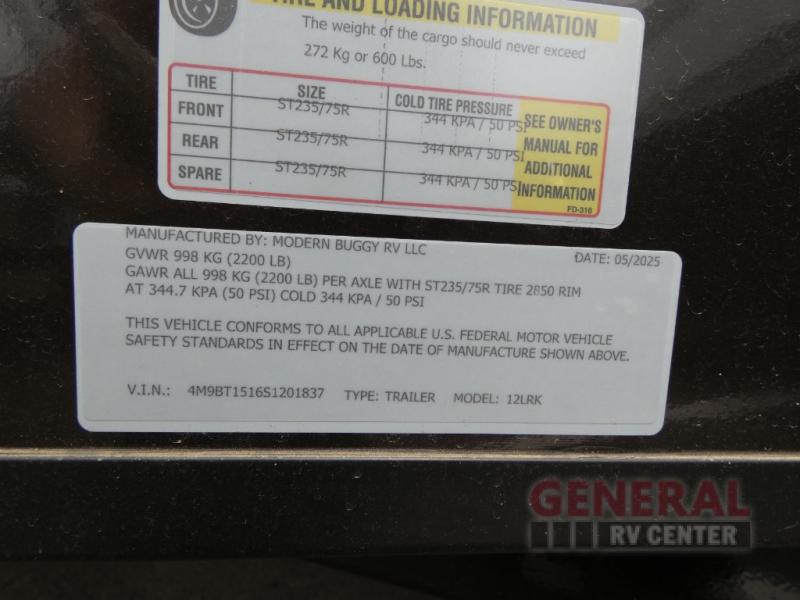 TIRE AND LOADING INFORMATION
The weight of the cargo should never exceed
272 Kg or 600 Lbs.
TIRE SIZE COLD TIRE PRESSURE
FRONT ST235/75R 344 KPA / 50 PSI
REAR ST235/75R 344 KPA / 50 PSI
SPARE ST235/75R 344 KPA / 50 PSI
SEE OWNER'S
MANUAL FOR
ADDITIONAL
INFORMATION
FD-316
MANUFACTURED BY: MODERN BUGGY RV LLC DATE: 05/2025
GVWR 998 KG (2200 LB)
GAWR ALL 998 KG (2200 LB) PER AXLE WITH ST235/75R TIRE 2850 RIM
AT 344.7 KPA (50 PSI) COLD 344 KPA / 50 PSI
THIS VEHICLE CONFORMS TO ALL APPLICABLE U.S. FEDERAL MOTOR VEHICLE
SAFETY STANDARDS IN EFFECT ON THE DATE OF MANUFACTURE SHOWN ABOVE.
V.I.N.: 4M9BT1516S1201837 TYPE: TRAILER MODEL: 12LRK
GENERAL
RV CENTER